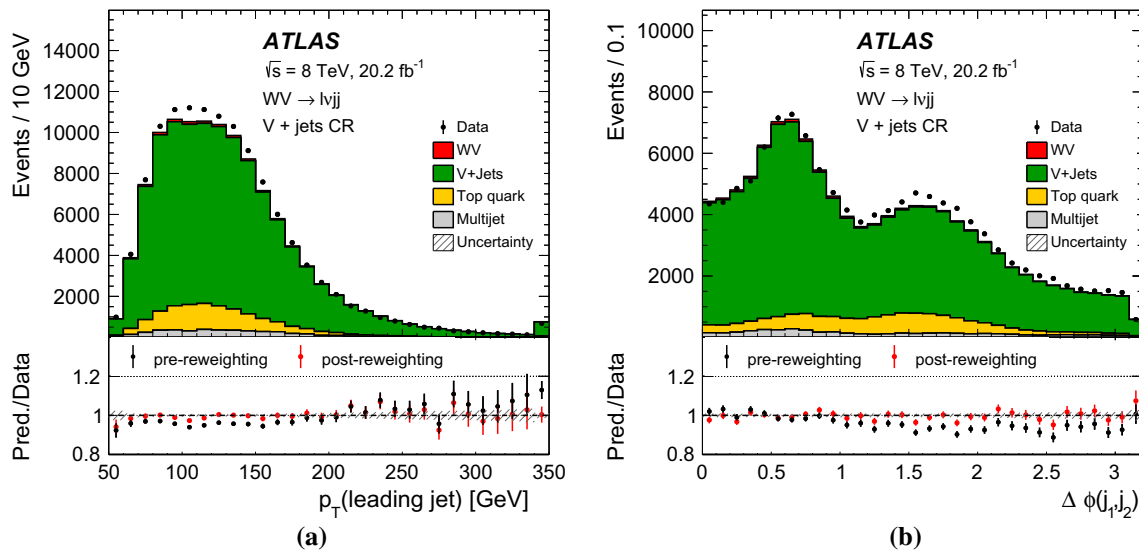 Events / 10 GeV
14000
12000
10000
8000
6000
4000
2000
ATLAS
√s = 8 TeV, 20.2 fb⁻¹
WV → lνjj
V + jets CR
Data
WV
V+Jets
Top quark
Multijet
Uncertainty
Pred./Data
pre-reweighting
post-reweighting
1.2
1
0.8
50 100 150 200 250 300 350
p_T(leading jet) [GeV]
(a)
Events / 0.1
10000
8000
6000
4000
2000
ATLAS
√s = 8 TeV, 20.2 fb⁻¹
WV → lνjj
V + jets CR
Data
WV
V+Jets
Top quark
Multijet
Uncertainty
Pred./Data
pre-reweighting
post-reweighting
1.2
1
0.8
0 0.5 1 1.5 2 2.5 3
Δ ϕ(j₁,j₂)
(b)